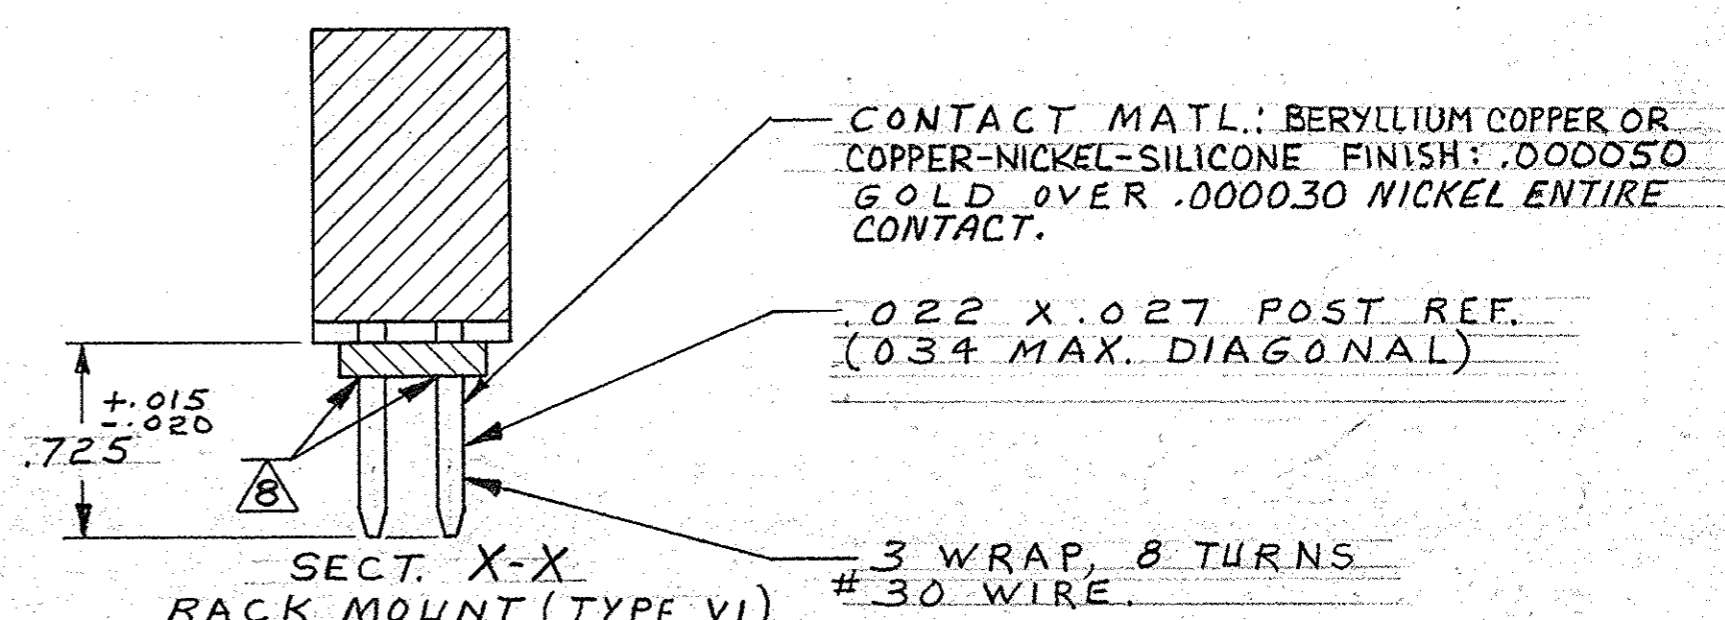 CONTACT MATL.: BERYLLIUM COPPER OR
COPPER-NICKEL-SILICONE FINISH: .000050
GOLD OVER .000030 NICKEL ENTIRE
CONTACT.
.022 X .027 POST REF.
(034 MAX. DIAGONAL)
+.015
-.020
.725
8
3 WRAP, 8 TURNS
#30 WIRE.
SECT. X-X
RACK MOUNT (TYPE VI)